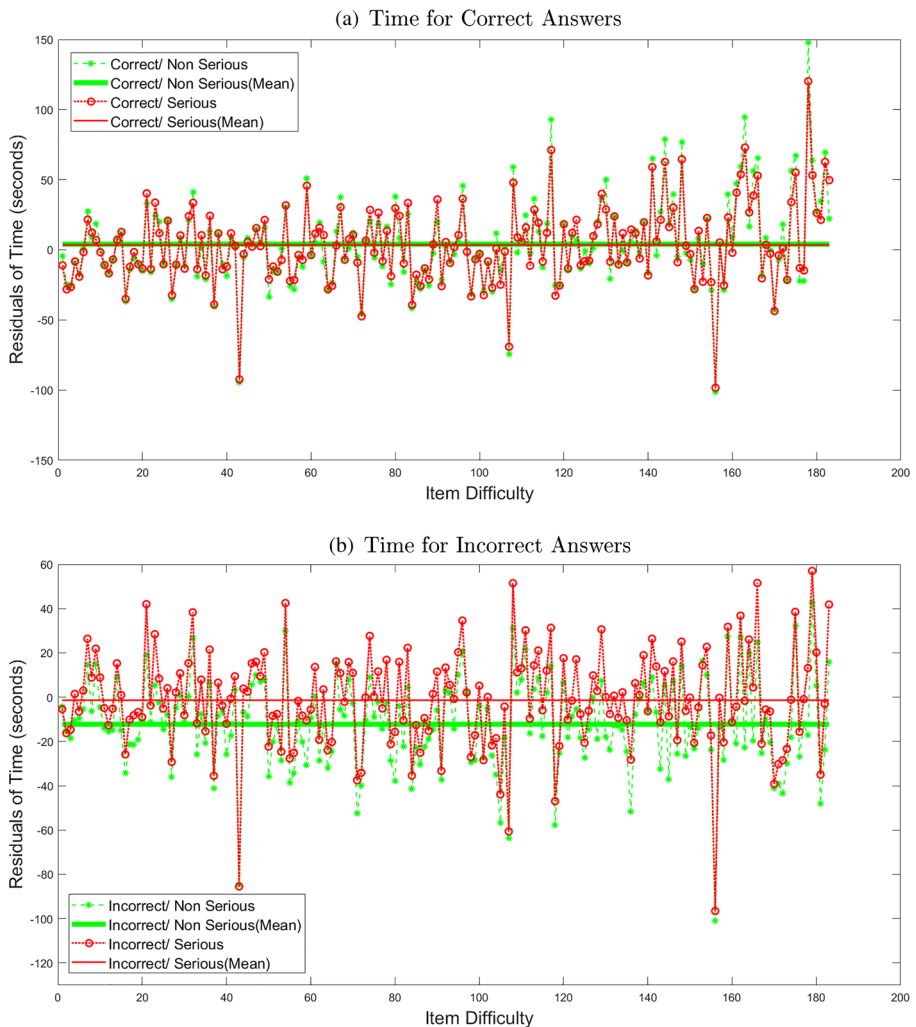 (a) Time for Correct Answers
150
100
50
0
-50
-100
-150
Residuals of Time (seconds)
Correct/ Non Serious
Correct/ Non Serious(Mean)
Correct/ Serious
Correct/ Serious(Mean)
0 20 40 60 80 100 120 140 160 180 200
Item Difficulty
(b) Time for Incorrect Answers
60
40
20
0
-20
-40
-60
-80
-100
-120
Residuals of Time (seconds)
Incorrect/ Non Serious
Incorrect/ Non Serious(Mean)
Incorrect/ Serious
Incorrect/ Serious(Mean)
0 20 40 60 80 100 120 140 160 180 200
Item Difficulty